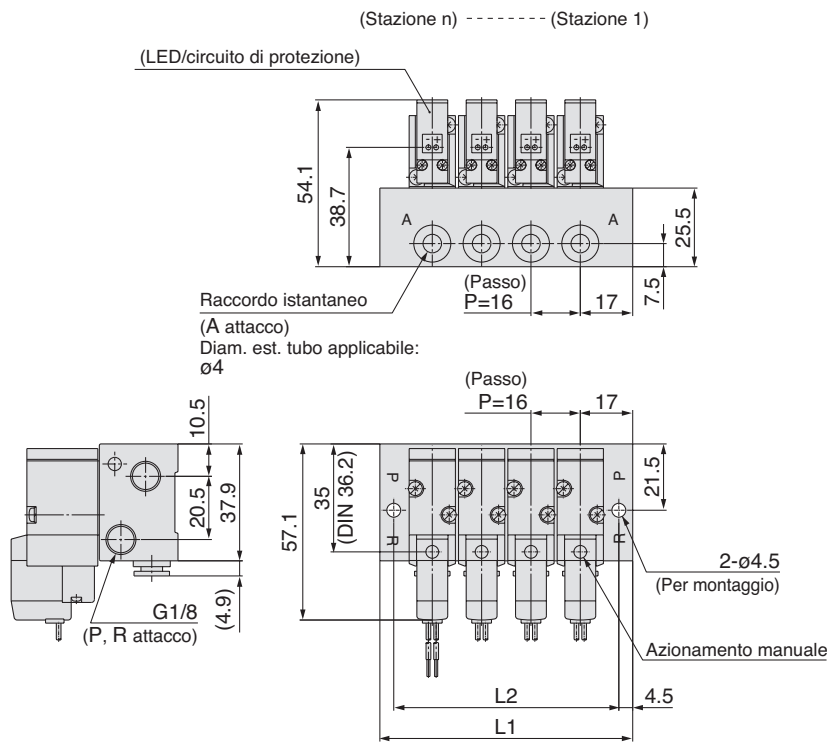 (Stazione n) - - - - - - - (Stazione 1)
(LED/circuito di protezione)
- +
- +
- +
- +
54.1
38.7
A
A
25.5
7.5
(Passo)
P=16
17
Raccordo istantaneo
(A attacco)
Diam. est. tubo applicabile:
ø4
(Passo)
P=16
17
10.5
20.5
37.9
(4.9)
G1/8
(P, R attacco)
57.1
35
(DIN 36.2)
P
R
P
R
21.5
2-ø4.5
(Per montaggio)
Azionamento manuale
L2
4.5
L1